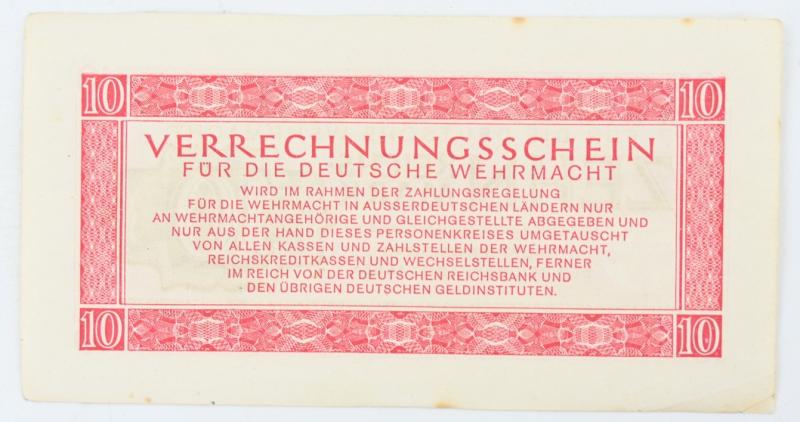 10 10
VERRECHNUNGSSCHEIN
FÜR DIE DEUTSCHE WEHRMACHT
WIRD IM RAHMEN DER ZAHLUNGSREGELUNG
FÜR DIE WEHRMACHT IN AUSSERDEUTSCHEN LÄNDERN NUR
AN WEHRMACHTANGEHÖRIGE UND GLEICHGESTELLTE ABGEGEBEN UND
NUR AUS DER HAND DIESES PERSONENKREISES UMGETAUSCHT
VON ALLEN KASSEN UND ZAHLSTELLEN DER WEHRMACHT,
REICHSKREDITKASSEN UND WECHSELSTELLEN, FERNER
IM REICH VON DER DEUTSCHEN REICHSBANK UND
DEN ÜBRIGEN DEUTSCHEN GELDINSTITUTEN.
10 10